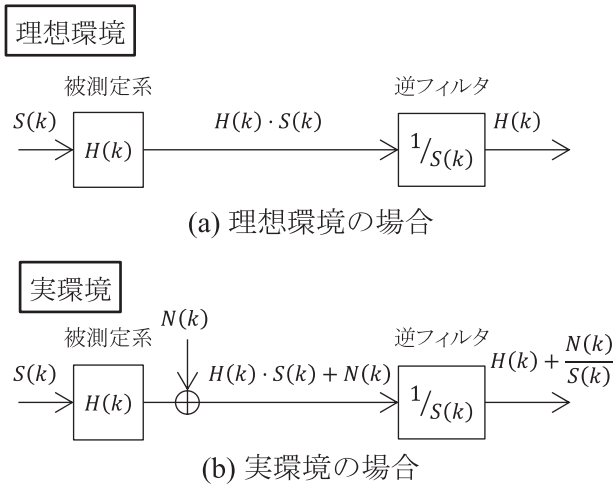 理想環境
被測定系 逆フィルタ
S(k) H(k) H(k) · S(k) 1/S(k) H(k)
(a) 理想環境の場合
実環境
被測定系 N(k) 逆フィルタ
S(k) H(k) H(k) · S(k) + N(k) 1/S(k) H(k) + N(k)/S(k)
(b) 実環境の場合